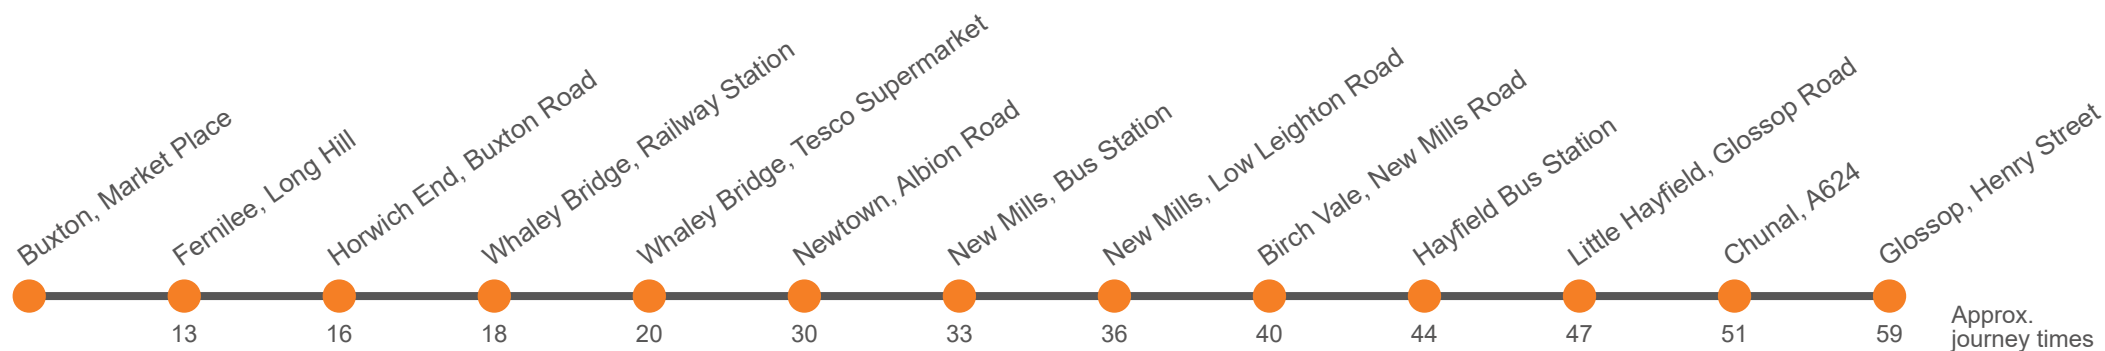 Buxton, Market Place
Fernilee, Long Hill
Horwich End, Buxton Road
Whaley Bridge, Railway Station
Whaley Bridge, Tesco Supermarket
Newtown, Albion Road
New Mills, Bus Station
New Mills, Low Leighton Road
Birch Vale, New Mills Road
Hayfield Bus Station
Little Hayfield, Glossop Road
Chunal, A624
Glossop, Henry Street
13 16 18 20 30 33 36 40 44 47 51 59
Approx.
journey times